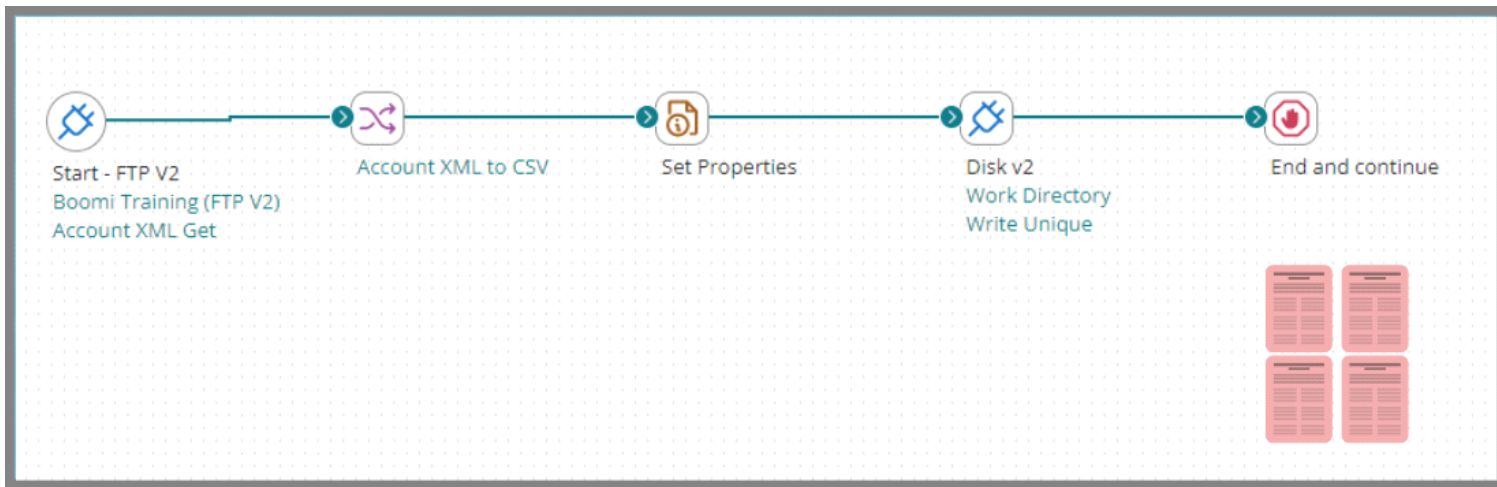 Start - FTP V2
Boomi Training (FTP V2)
Account XML Get
Account XML to CSV
Set Properties
Disk v2
Work Directory
Write Unique
End and continue